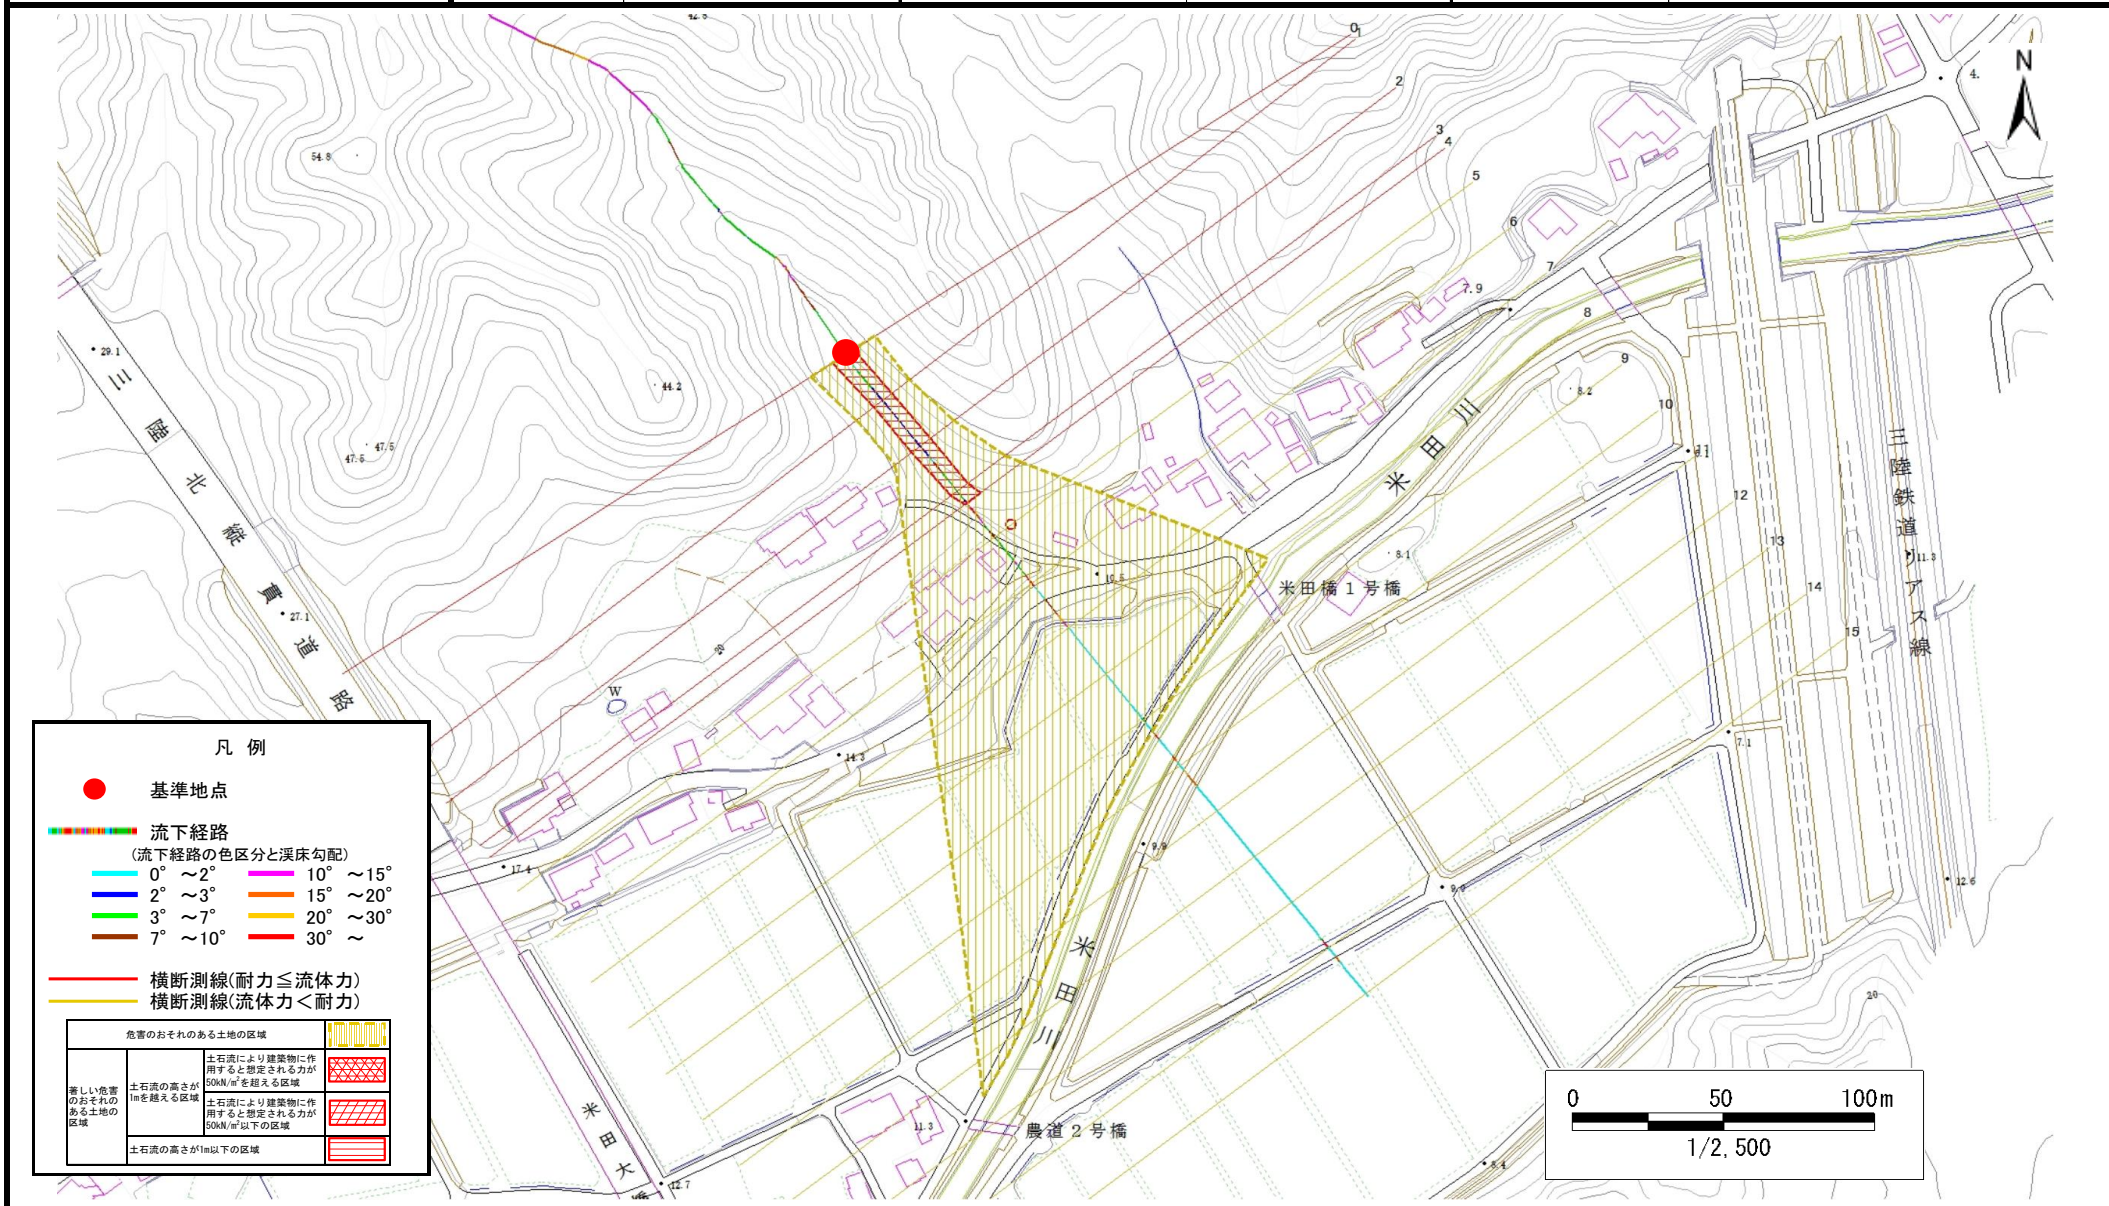 42.8
0
1
2
3
4
5
6
7
7.9
8
9
8.2
10
4.
N
54.8
44.2
47.5
47.5
29.1
27.1
三陸北縦貫道路
米田川
三陸鉄道リアス線
11.3
12
13
14
15
8.1
10.5
米田橋1号橋
20
W
14.3
17.4
7.1
9.9
9.0
12.6
20
米田川
農道2号橋
11.3
12.7
8.4
米田大
凡例
基準地点
流下経路
(流下経路の色区分と渓床勾配)
0° ~2° 10° ~15°
2° ~3° 15° ~20°
3° ~7° 20° ~30°
7° ~10° 30° ~
横断測線(耐力≦流体力)
横断測線(流体力<耐力)
危害のおそれのある土地の区域
著しい危害
のおそれの
ある土地の
区域
土石流の高さが
1mを越える区域
土石流により建築物に作
用すると想定される力が
50kN/㎡を超える区域
土石流により建築物に作
用すると想定される力が
50kN/㎡以下の区域
土石流の高さが1m以下の区域
0 50 100m
1/2,500